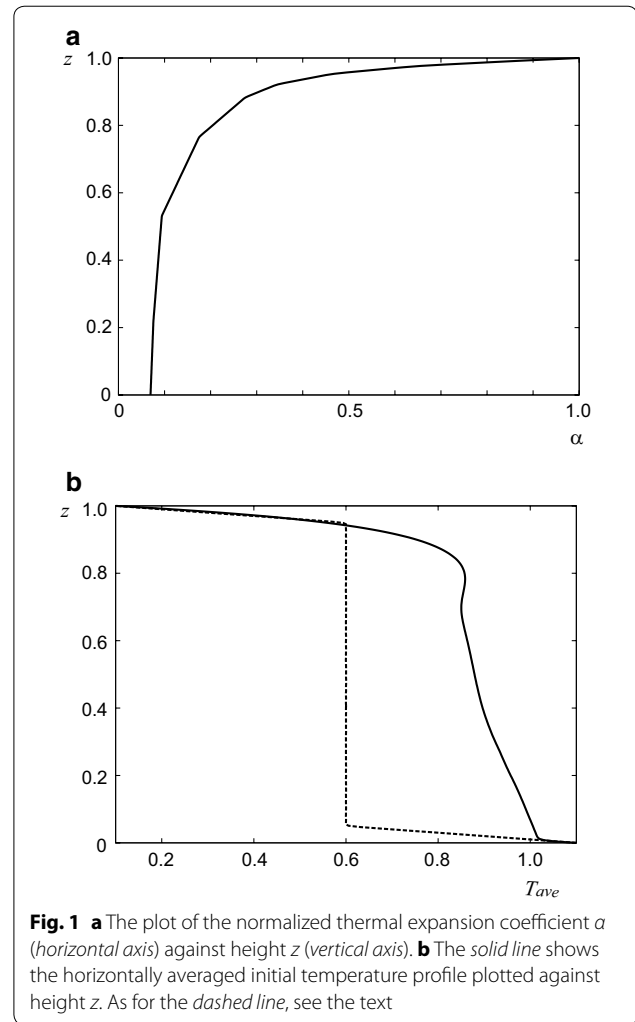 a
z 1.0
0.8
0.6
0.4
0.2
0
0 0.5 1.0
α
b
z 1.0
0.8
0.6
0.4
0.2
0
0.2 0.4 0.6 0.8 1.0
Tave
Fig. 1 a The plot of the normalized thermal expansion coefficient α
(horizontal axis) against height z (vertical axis). b The solid line shows
the horizontally averaged initial temperature profile plotted against
height z. As for the dashed line, see the text